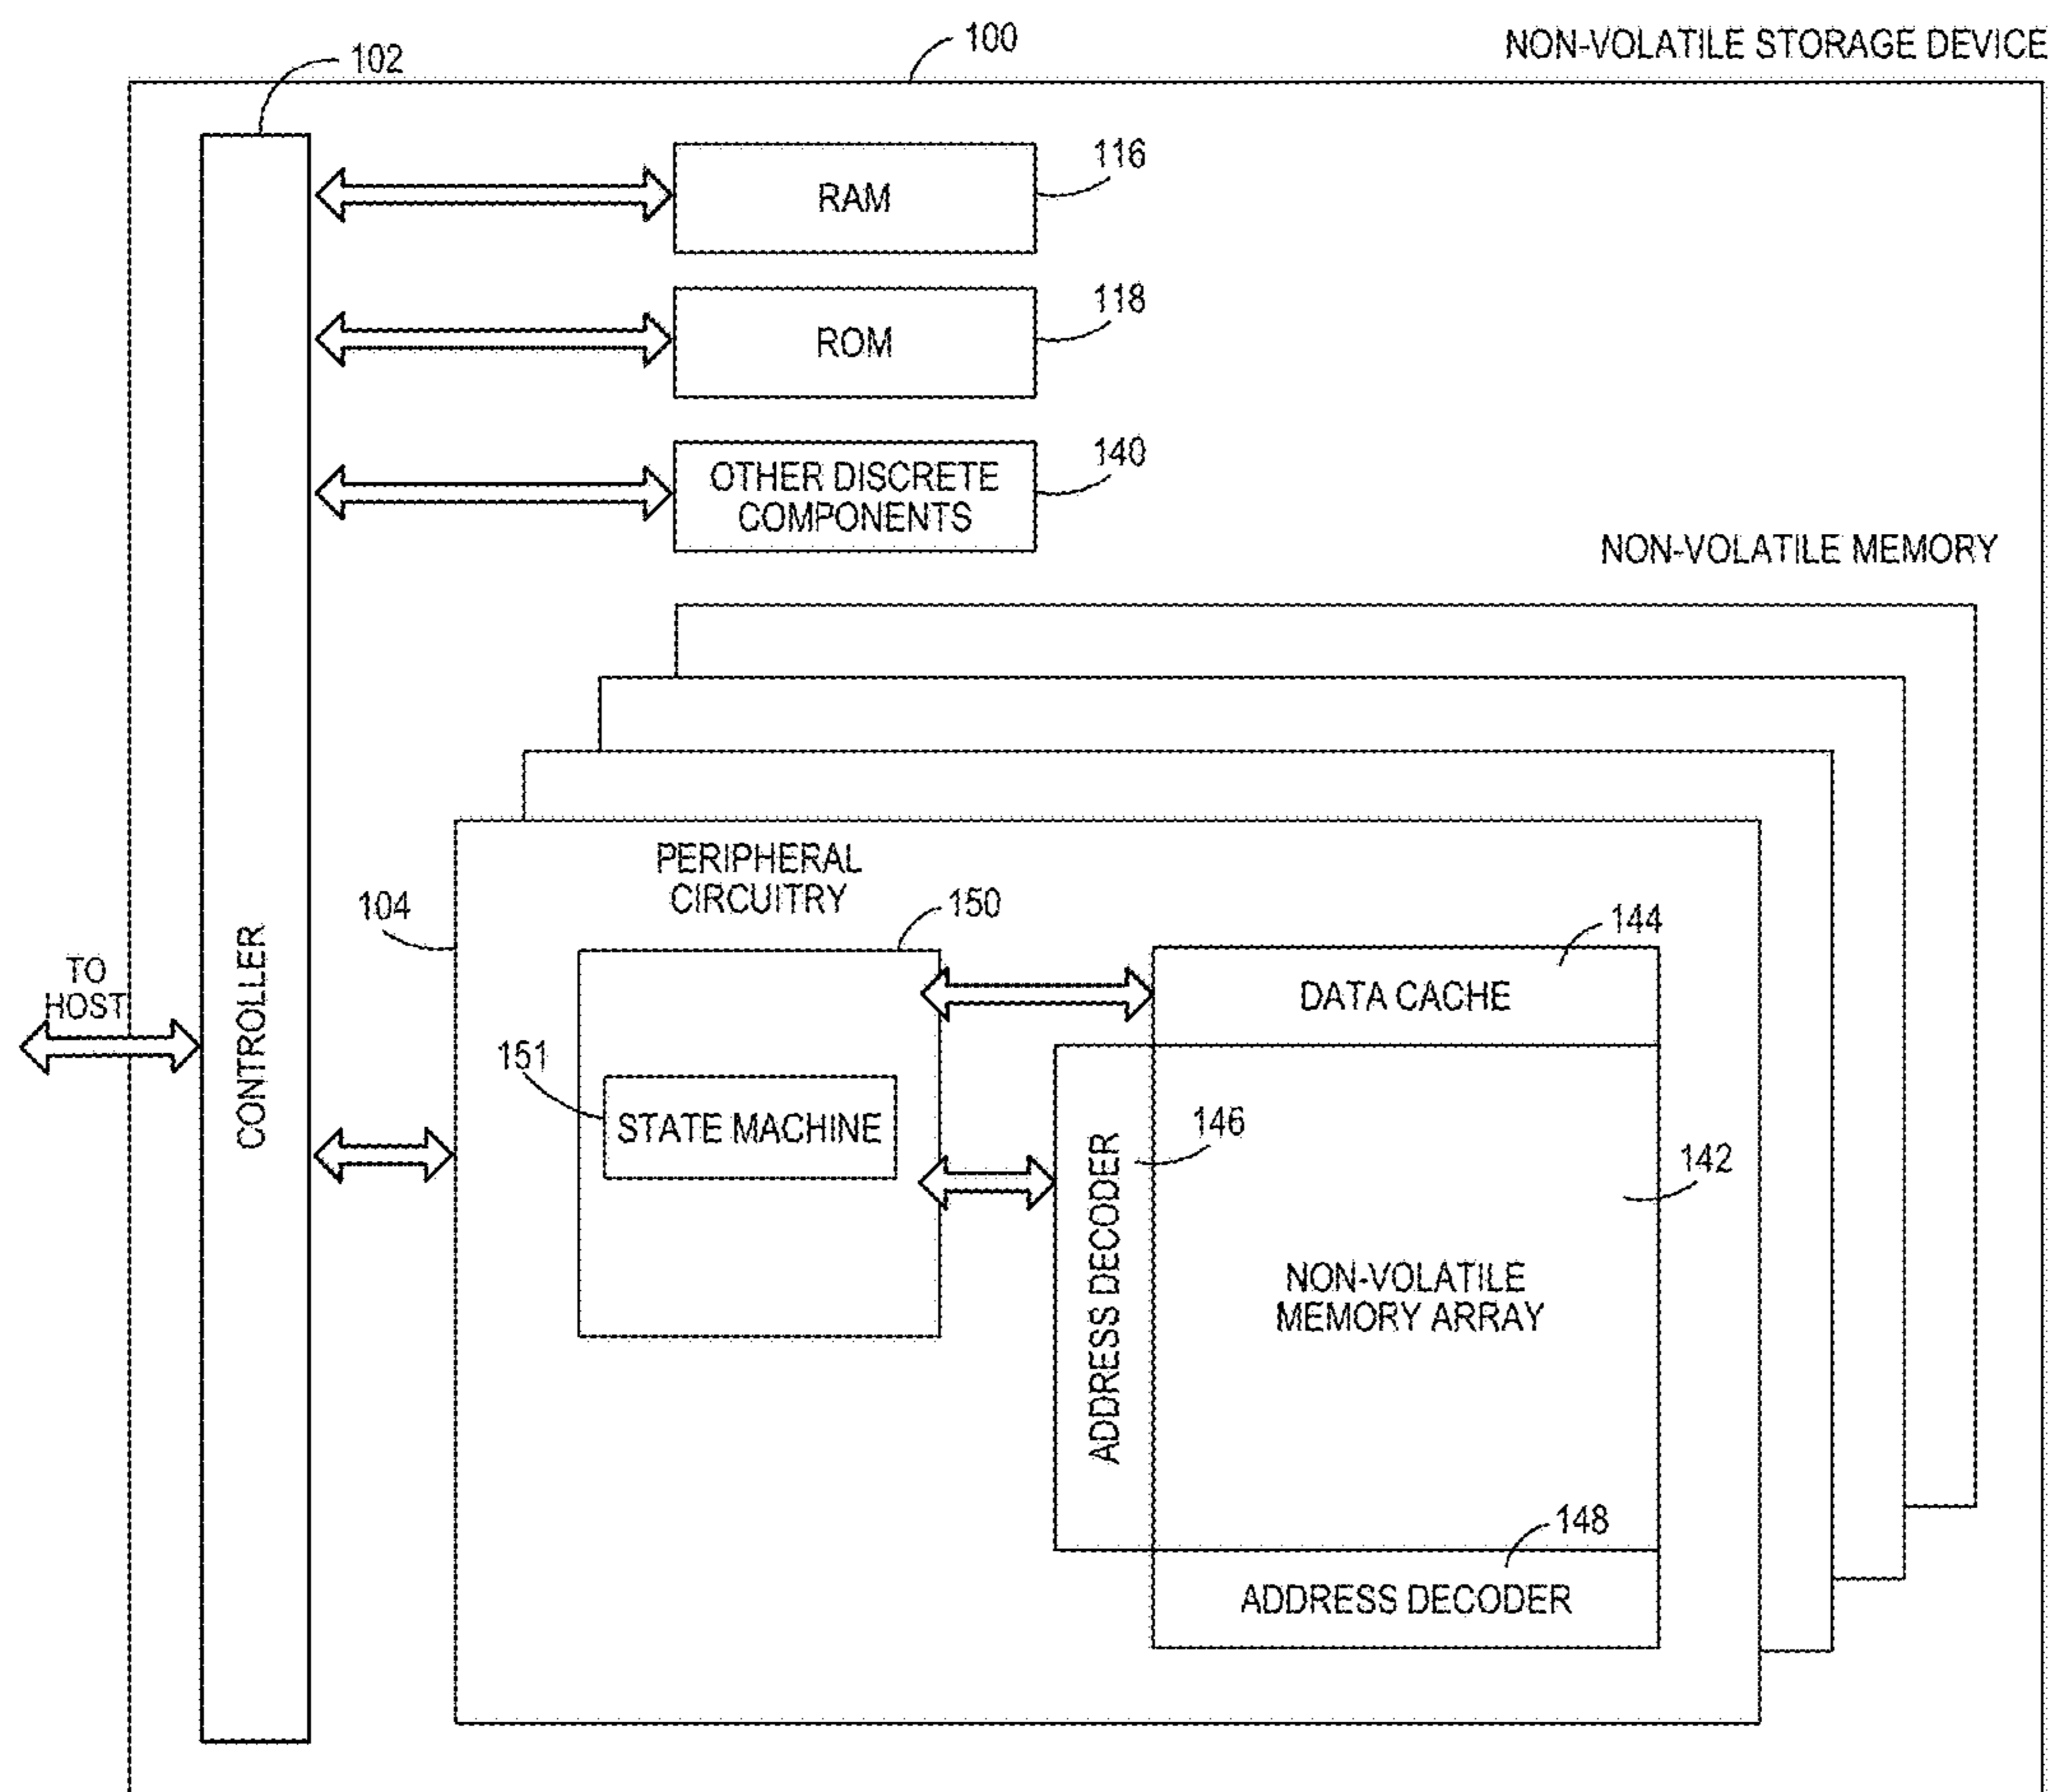 100
NON-VOLATILE STORAGE DEVICE
102
116
RAM
118
ROM
140
OTHER DISCRETE
COMPONENTS
NON-VOLATILE MEMORY
PERIPHERAL
CIRCUITRY
104
150
144
DATA CACHE
TO
HOST
CONTROLLER
151
STATE MACHINE
146
142
ADDRESS DECODER
NON-VOLATILE
MEMORY ARRAY
148
ADDRESS DECODER